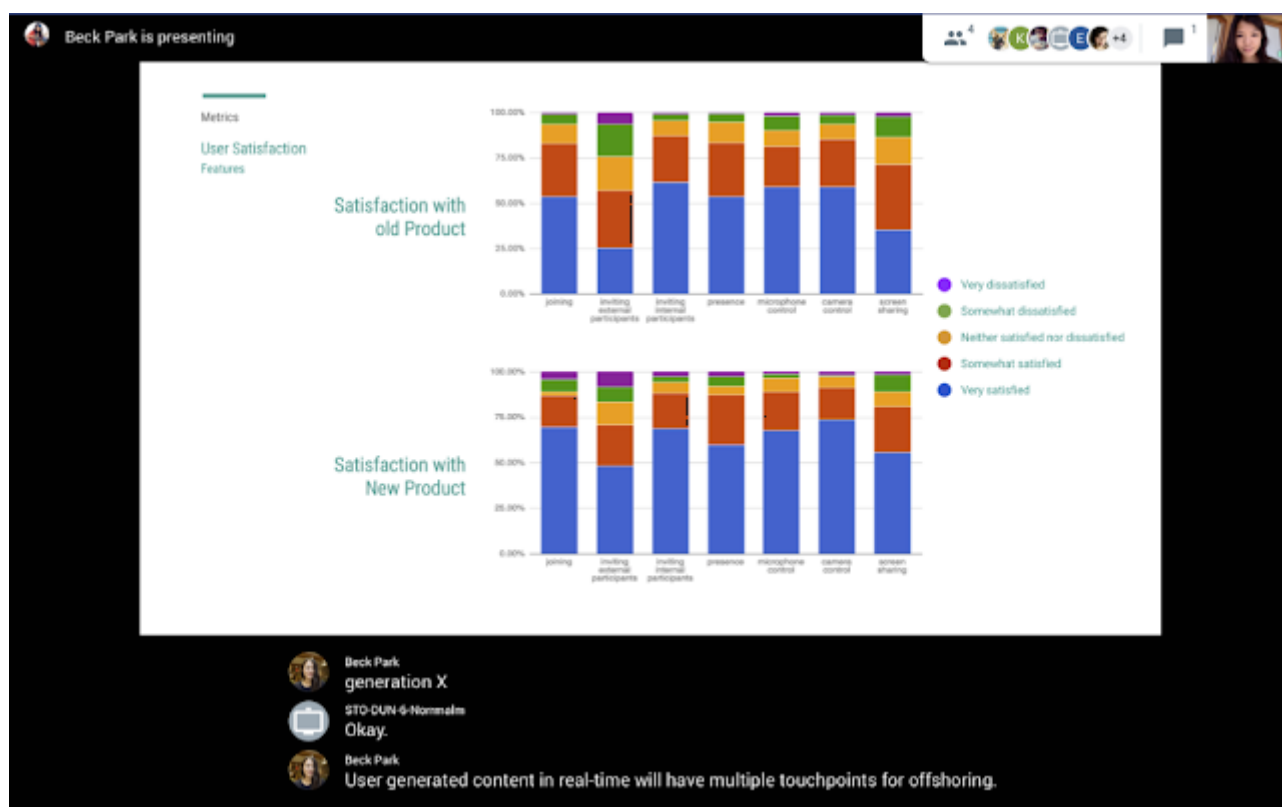 Beck Park is presenting
4
K
E
+4
1
Metrics
User Satisfaction
Features
Satisfaction with
old Product
100.00%
75.00%
50.00%
25.00%
0.00%
joining
inviting
external
participants
inviting
internal
participants
presence
microphone
control
camera
control
screen
sharing
Very dissatisfied
Somewhat dissatisfied
Neither satisfied nor dissatisfied
Somewhat satisfied
Very satisfied
Satisfaction with
New Product
100.00%
75.00%
50.00%
25.00%
0.00%
joining
inviting
external
participants
inviting
internal
participants
presence
microphone
control
camera
control
screen
sharing
Beck Park
generation X
STO-DUN-6-Norrmalm
Okay.
Beck Park
User generated content in real-time will have multiple touchpoints for offshoring.